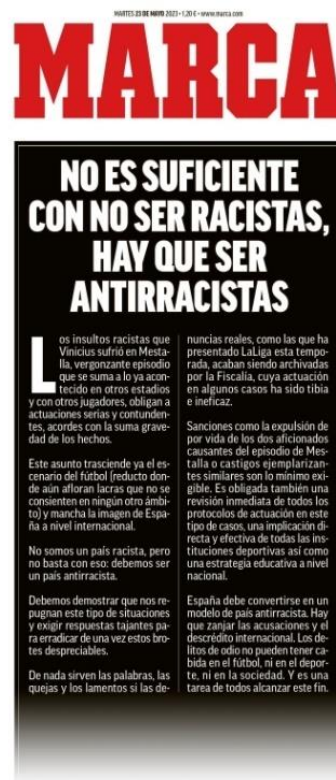 MARTES 23 DE MAYO 2023 • 1,20 € • www.marca.com
MARCA
NO ES SUFICIENTE
CON NO SER RACISTAS,
HAY QUE SER
ANTIRRACISTAS
Los insultos racistas que
Vinicius sufrió en Mesta-
lla, vergonzante episodio
que se suma a lo ya acon-
tecido en otros estadios
y con otros jugadores, obligan a
actuaciones serias y contunden-
tes, acordes con la suma grave-
dad de los hechos.
Este asunto trasciende ya el es-
cenario del fútbol (reducto don-
de aún afloran lacras que no se
consienten en ningún otro ámbi-
to) y mancha la imagen de Espa-
ña a nivel internacional.
No somos un país racista, pero
no basta con eso: debemos ser
un país antirracista.
Debemos demostrar que nos re-
pugnan este tipo de situaciones
y exigir respuestas tajantes pa-
ra erradicar de una vez estos bro-
tes despreciables.
De nada sirven las palabras, las
quejas y los lamentos si las de-
nuncias reales, como las que ha
presentado LaLiga esta tempo-
rada, acaban siendo archivadas
por la Fiscalía, cuya actuación
en algunos casos ha sido tibia
e ineficaz.
Sanciones como la expulsión de
por vida de los dos aficionados
causantes del episodio de Mes-
talla o castigos ejemplarizan-
tes similares son lo mínimo exi-
gible. Es obligada también una
revisión inmediata de todos los
protocolos de actuación en este
tipo de casos, una implicación di-
recta y efectiva de todas las ins-
tituciones deportivas así como
una estrategia educativa a nivel
nacional.
España debe convertirse en un
modelo de país antirracista. Hay
que zanjar las acusaciones y el
descrédito internacional. Los de-
litos de odio no pueden tener ca-
bida en el fútbol, ni en el depor-
te, ni en la sociedad. Y es una
tarea de todos alcanzar este fin.